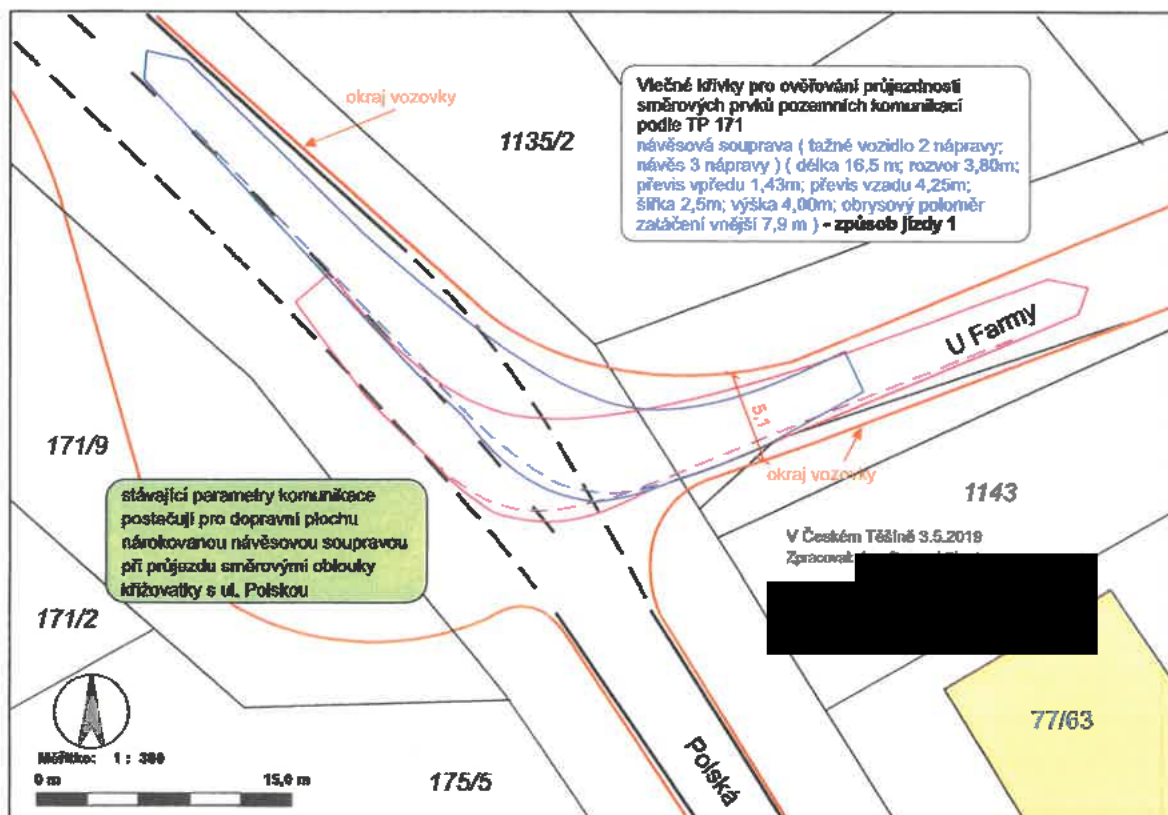 okraj vozovky
1135/2
Vlečné křivky pro ověřování průjezdnosti
směrových prvků pozemních komunikací
podle TP 171
návěsová souprava ( tažné vozidlo 2 nápravy;
návěs 3 nápravy ) ( délka 16,5 m; rozvor 3,80m;
převis vpředu 1,43m; převis vzadu 4,25m;
šířka 2,5m; výška 4,00m; obrysový poloměr
zatáčení vnější 7,9 m ) - způsob jízdy 1
U Farmy
5,1
171/9
okraj vozovky
1143
stávající parametry komunikace
postačují pro dopravní plochu
nárokovanou návěsovou soupravou
při průjezdu směrovými oblouky
křižovatky s ul. Polskou
V Českém Těšíně 3.5.2019
171/2
77/63
Měřítko: 1 : 300
0 m 15,0 m
175/5
Polská